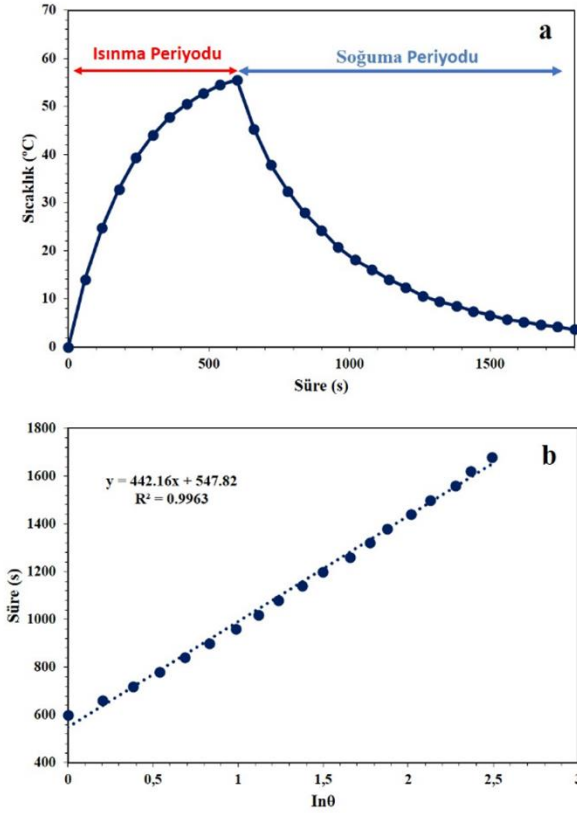 a
70
Isınma Periyodu
Soğuma Periyodu
60
50
40
30
20
10
0
Sıcaklık (°C)
0 500 1000 1500
Süre (s)
b
1800
y = 442.16x + 547.82
R² = 0.9963
1600
1400
1200
1000
800
600
400
Süre (s)
0 0,5 1 1,5 2 2,5 3
Inθ